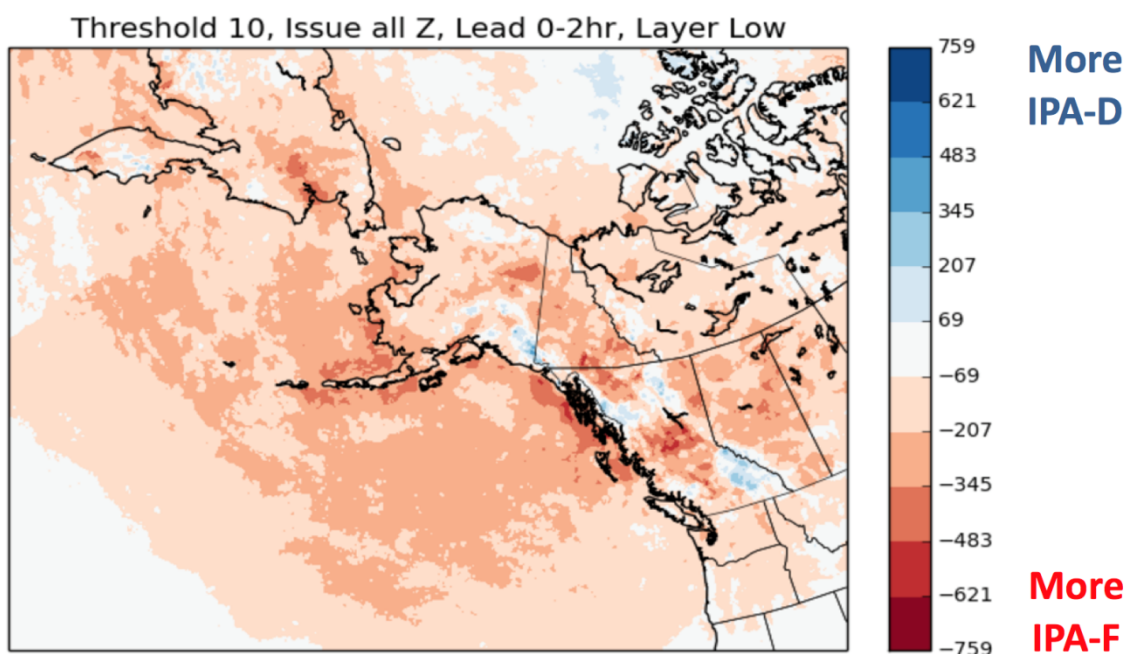 Threshold 10, Issue all Z, Lead 0-2hr, Layer Low
759
621
483
345
207
69
−69
−207
−345
−483
−621
−759
More
IPA-D
More
IPA-F